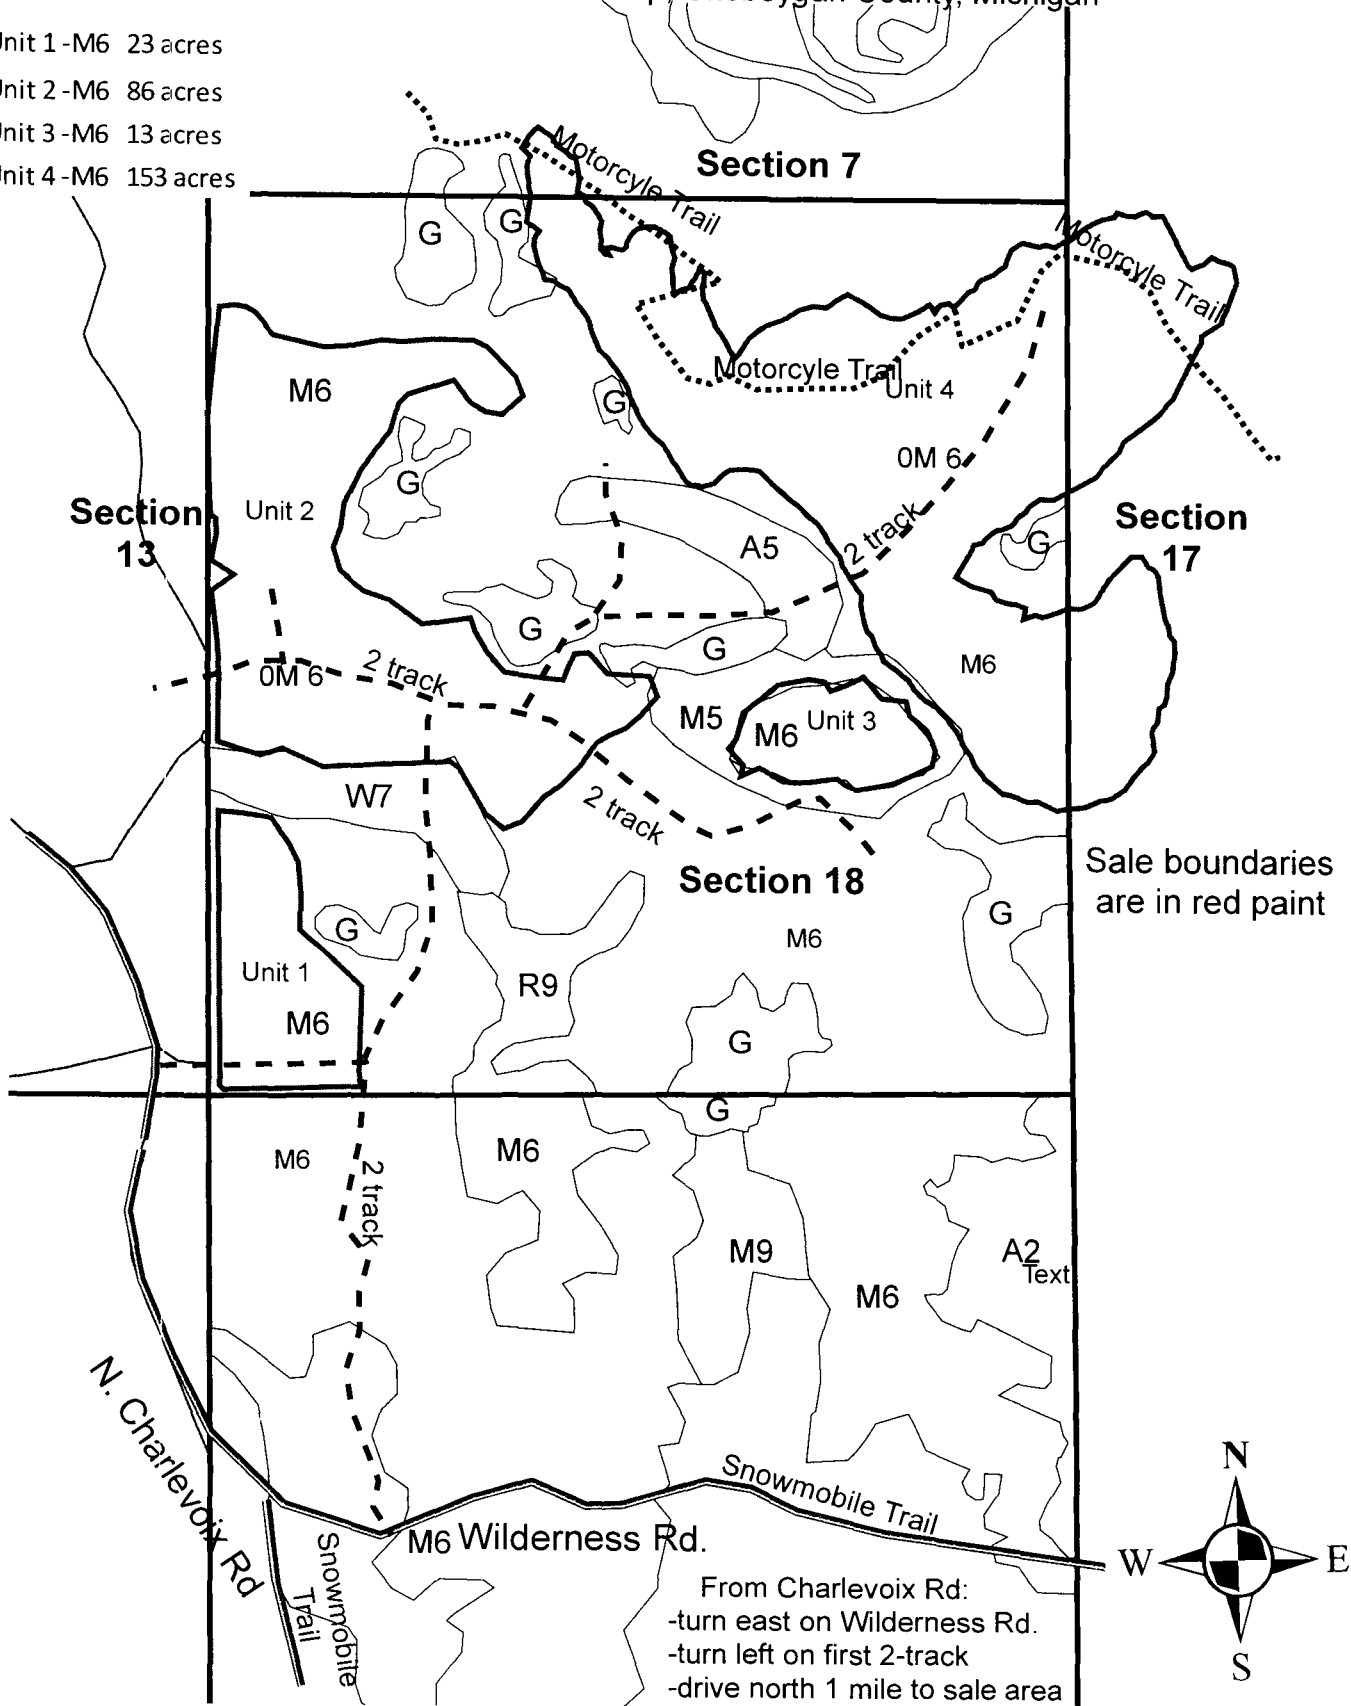 Cheboygan County, Michigan
Unit 1 -M6 23 acres
Unit 2 -M6 86 acres
Unit 3 -M6 13 acres
Unit 4 -M6 153 acres
Motorcyle Trail
Section 7
G
G
Motorcyle Trail
M6
Motorcyle Trail
Unit 4
G
0M 6
G
Section
13
Unit 2
A5
2 track
G
Section
17
G
G
M6
0M 6
2 track
M5
M6
Unit 3
W7
2 track
Section 18
Sale boundaries
are in red paint
G
G
M6
Unit 1
R9
M6
G
G
M6
M6
2 track
M9
A2
Text
M6
N. Charlevoix Rd
Snowmobile Trail
M6 Wilderness Rd.
Snowmobile
Trail
From Charlevoix Rd:
-turn east on Wilderness Rd.
-turn left on first 2-track
-drive north 1 mile to sale area
N
W
E
S